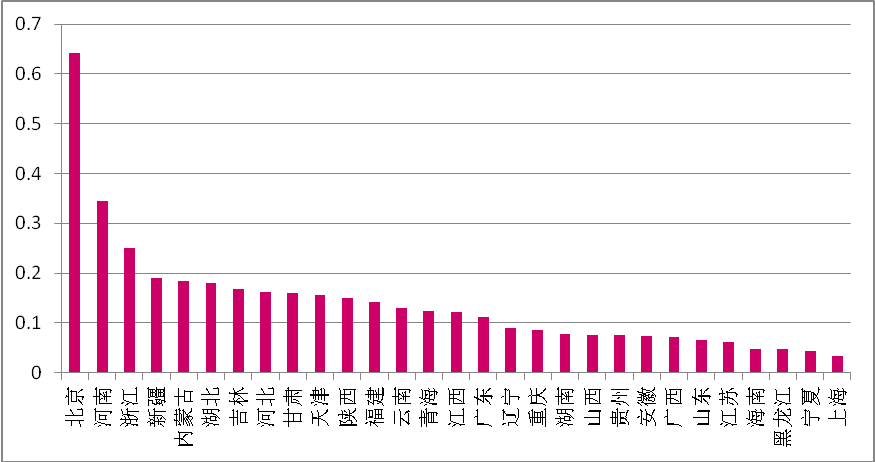 0.7
0.6
0.5
0.4
0.3
0.2
0.1
0
北京
河南
浙江
新疆
内蒙古
湖北
吉林
河北
甘肃
天津
陕西
福建
云南
青海
江西
广东
辽宁
重庆
湖南
山西
贵州
安徽
广西
山东
江苏
海南
黑龙江
宁夏
上海